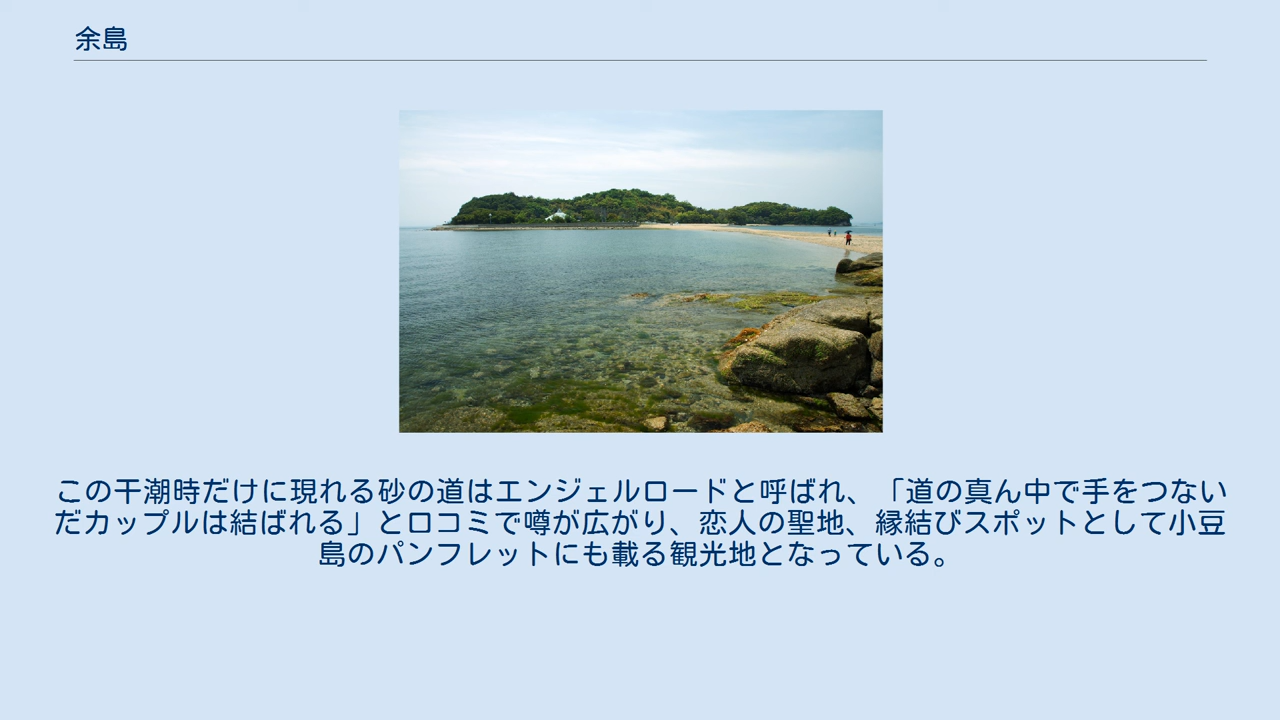 余島
この干潮時だけに現れる砂の道はエンジェルロードと呼ばれ、「道の真ん中で手をつない
だカップルは結ばれる」と口コミで噂が広がり、恋人の聖地、縁結びスポットとして小豆
島のパンフレットにも載る観光地となっている。